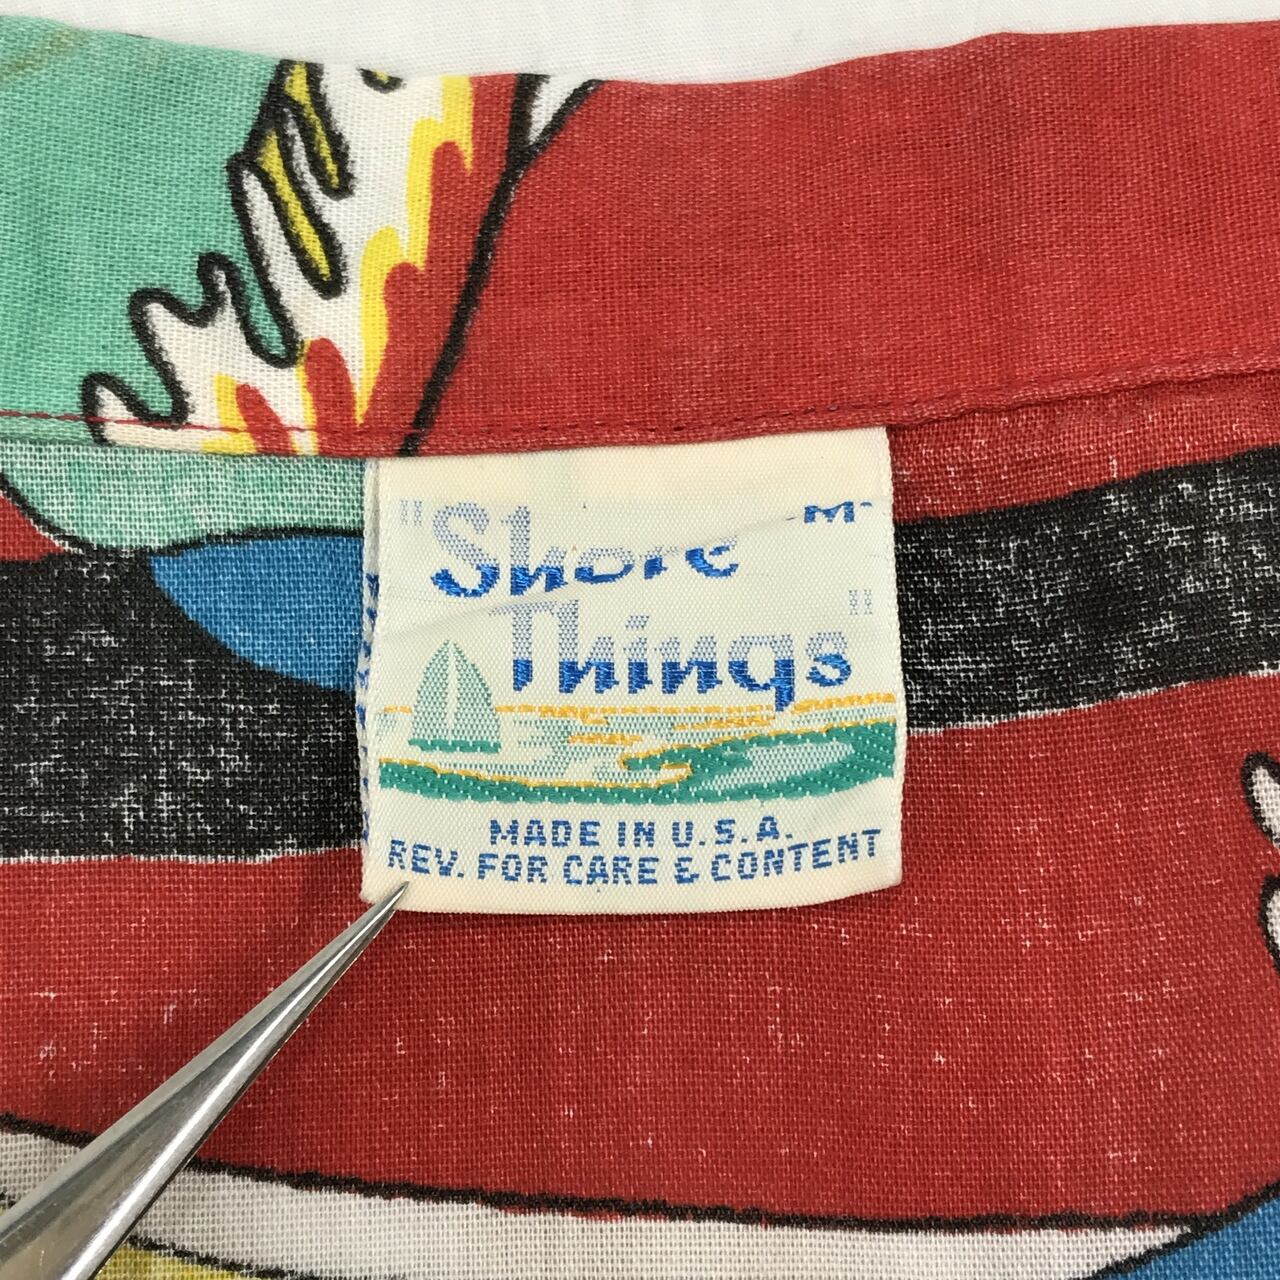 "Shore
-M-
Things"
MADE IN U.S.A.
REV. FOR CARE & CONTENT